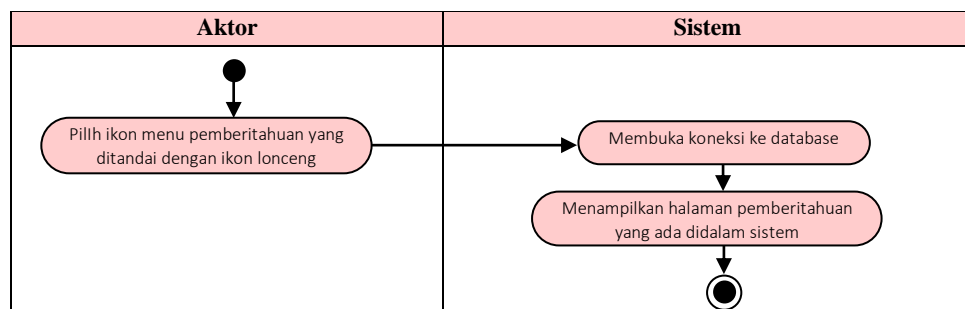 Aktor
Sistem
PilIh ikon menu pemberitahuan yang
ditandai dengan ikon lonceng
Membuka koneksi ke database
Menampilkan halaman pemberitahuan
yang ada didalam sistem